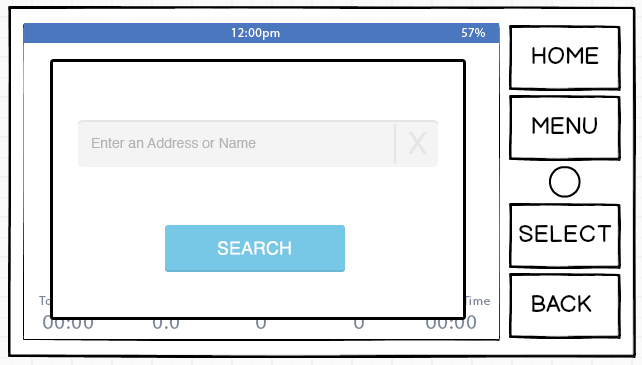 12:00pm 57%
HOME
MENU
Enter an Address or Name X
SELECT
SEARCH
BACK
Time
00:00 0.0 0 0 00:00